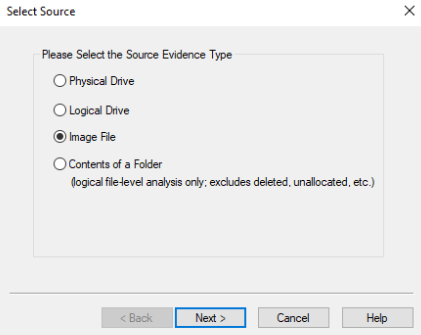 Select Source
Please Select the Source Evidence Type
Physical Drive
Logical Drive
Image File
Contents of a Folder
(logical file-level analysis only; excludes deleted, unallocated, etc.)
< Back Next > Cancel Help